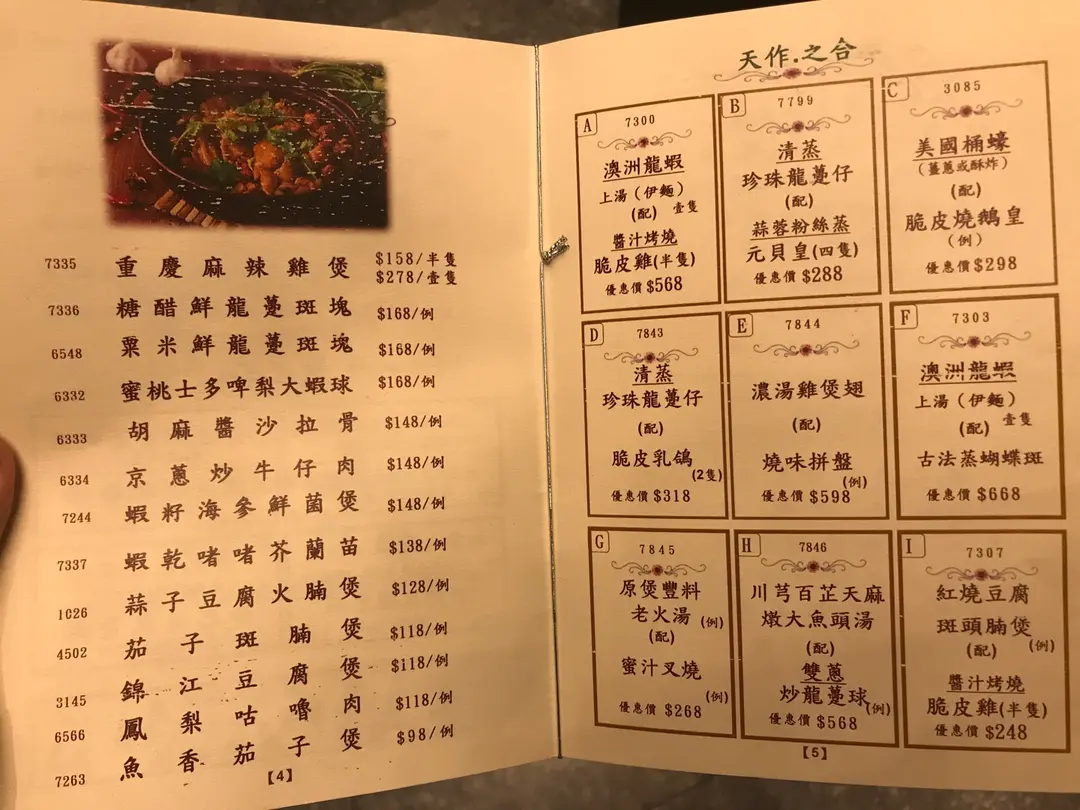 7335 重慶麻辣雞煲 $158/半隻
$278/壹隻
7336 糖醋鮮龍躉斑塊 $168/例
6548 粟米鮮龍躉斑塊 $168/例
6332 蜜桃士多啤梨大蝦球 $168/例
6333 胡麻醬沙拉骨 $148/例
6334 京蔥炒牛仔肉 $148/例
7244 蝦籽海參鮮菌煲 $148/例
7337 蝦乾啫啫芥蘭苗 $138/例
1026 蒜子豆腐火腩煲 $128/例
4502 茄子斑腩煲 $118/例
3145 錦江豆腐煲 $118/例
6566 鳳梨咕嚕肉 $118/例
7263 魚香茄子煲 $98/例
【4】
天作.之合
A
7300
澳洲龍蝦
上湯（伊麵）
(配) 壹隻
醬汁烤燒
脆皮雞(半隻)
優惠價 $568
B
7799
清蒸
珍珠龍躉仔
(配)
蒜蓉粉絲蒸
元貝皇(四隻)
優惠價 $288
C
3085
美國桶蠔
（薑蔥或酥炸）
(配)
脆皮燒鵝皇
(例)
優惠價 $298
D
7843
清蒸
珍珠龍躉仔
(配)
脆皮乳鴿
(2隻)
優惠價 $318
E
7844
濃湯雞煲翅
(配)
燒味拼盤
(例)
優惠價 $598
F
7303
澳洲龍蝦
上湯（伊麵）
(配) 壹隻
古法蒸蝴蝶斑
優惠價 $668
G
7845
原煲豐料
老火湯 (例)
(配)
蜜汁叉燒
(例)
優惠價 $268
H
7846
川芎百芷天麻
燉大魚頭湯
(配)
雙蔥
炒龍躉球(例)
優惠價 $568
I
7307
紅燒豆腐
斑頭腩煲
(配) (例)
醬汁烤燒
脆皮雞(半隻)
優惠價 $248
【5】